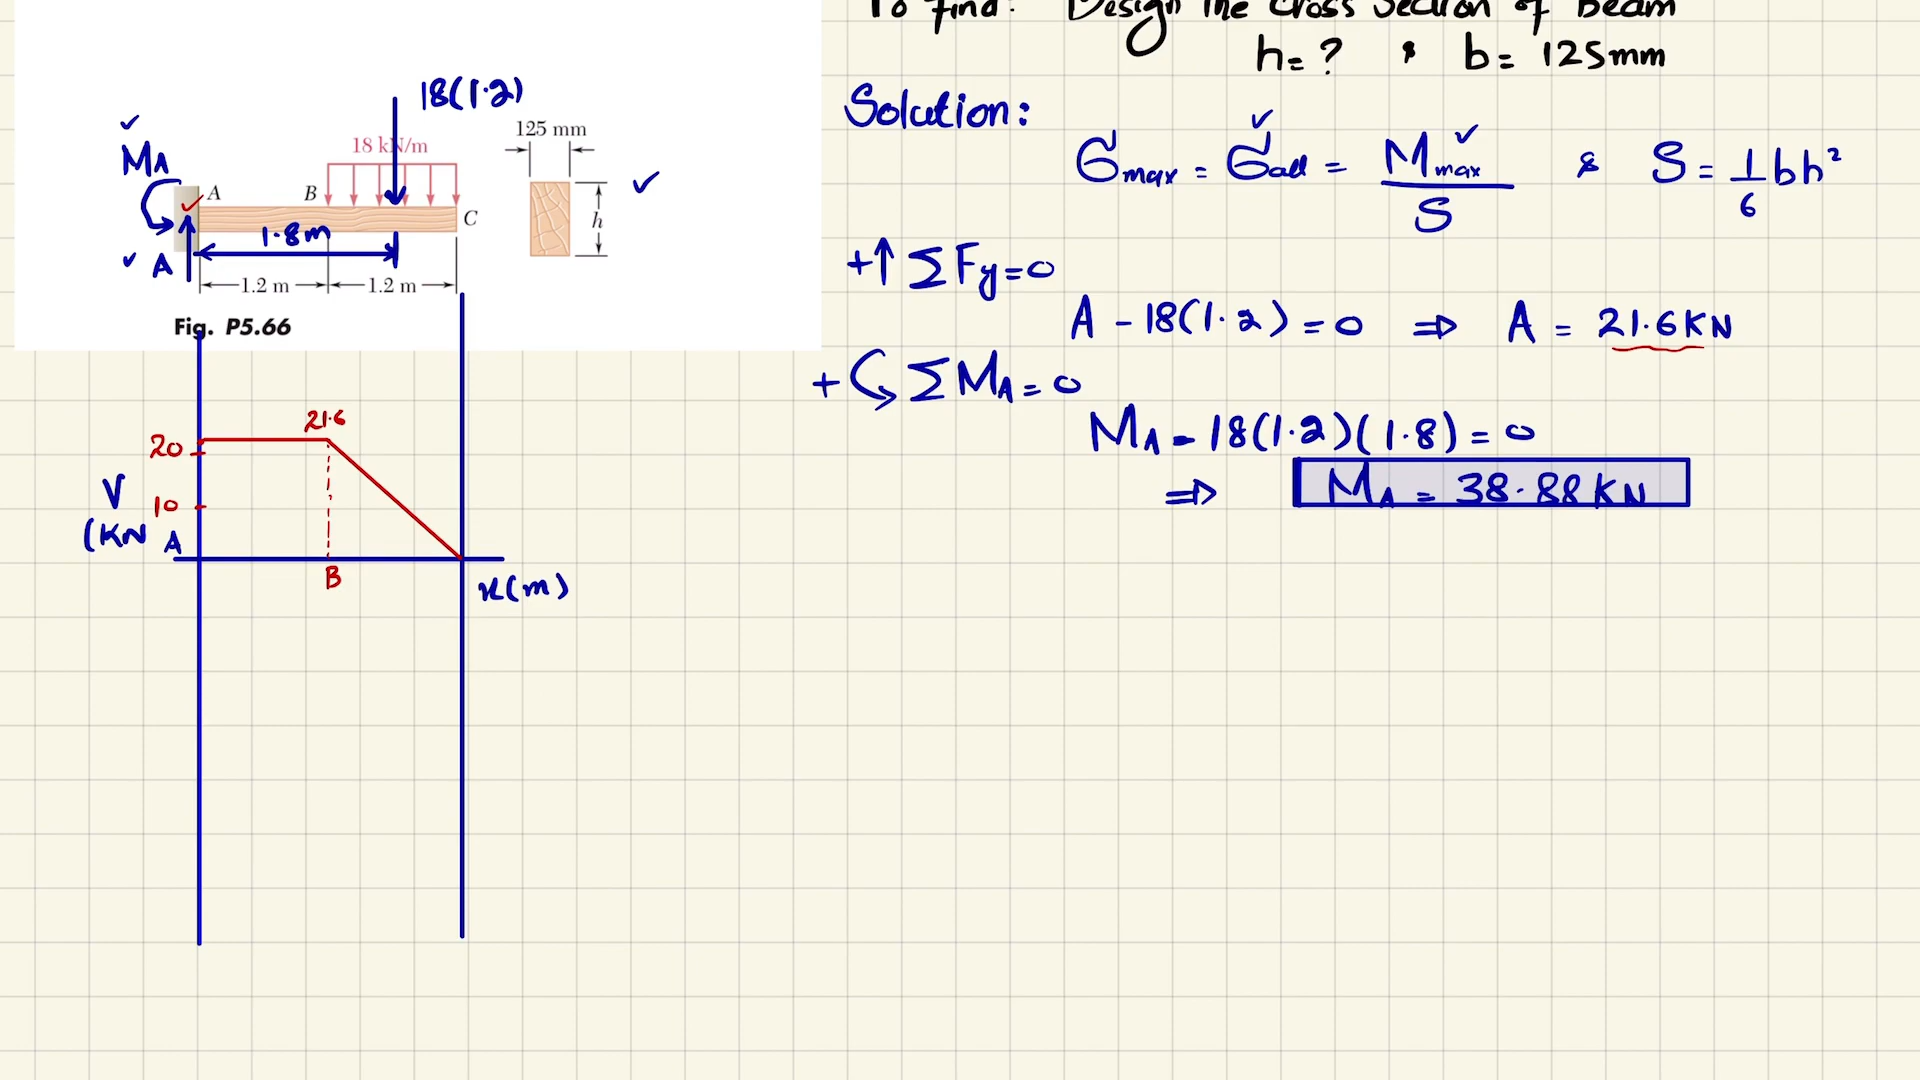 To find: Design the cross section of beam
h= ? & b= 125mm
Solution:
σmax = σall = Mmax / S & S = 1/6 bh²
+↑ ΣFy=0
A - 18(1.2) = 0 ⇒ A = 21.6KN
+ ΣMA = 0
MA - 18(1.2)(1.8) = 0
⇒ MA = 38.88 KN
18(1.2)
MA
18 kN/m
125 mm
A
B
C
h
1.8m
A
1.2 m
1.2 m
Fig. P5.66
21.6
20
V
10
(KN
A
B
x(m)